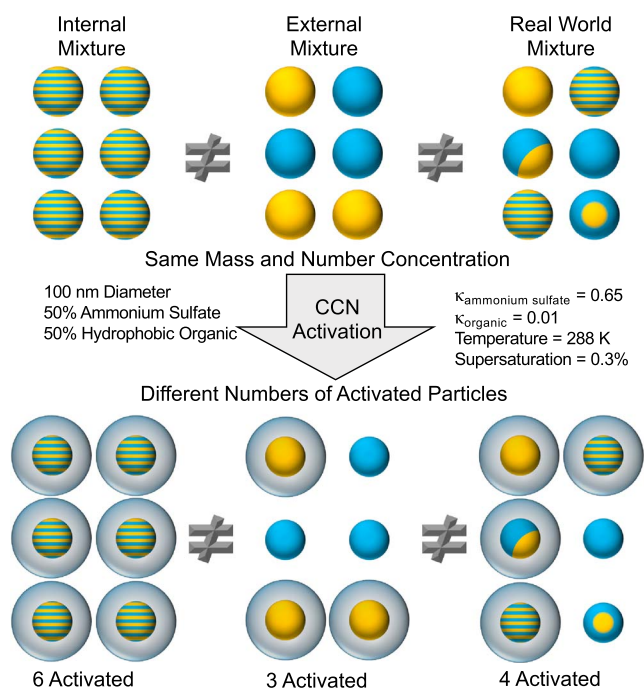 Internal
Mixture
External
Mixture
Real World
Mixture
≠
≠
Same Mass and Number Concentration
100 nm Diameter
50% Ammonium Sulfate
50% Hydrophobic Organic
CCN
Activation
κammonium sulfate = 0.65
κorganic = 0.01
Temperature = 288 K
Supersaturation = 0.3%
Different Numbers of Activated Particles
≠
≠
6 Activated
3 Activated
4 Activated